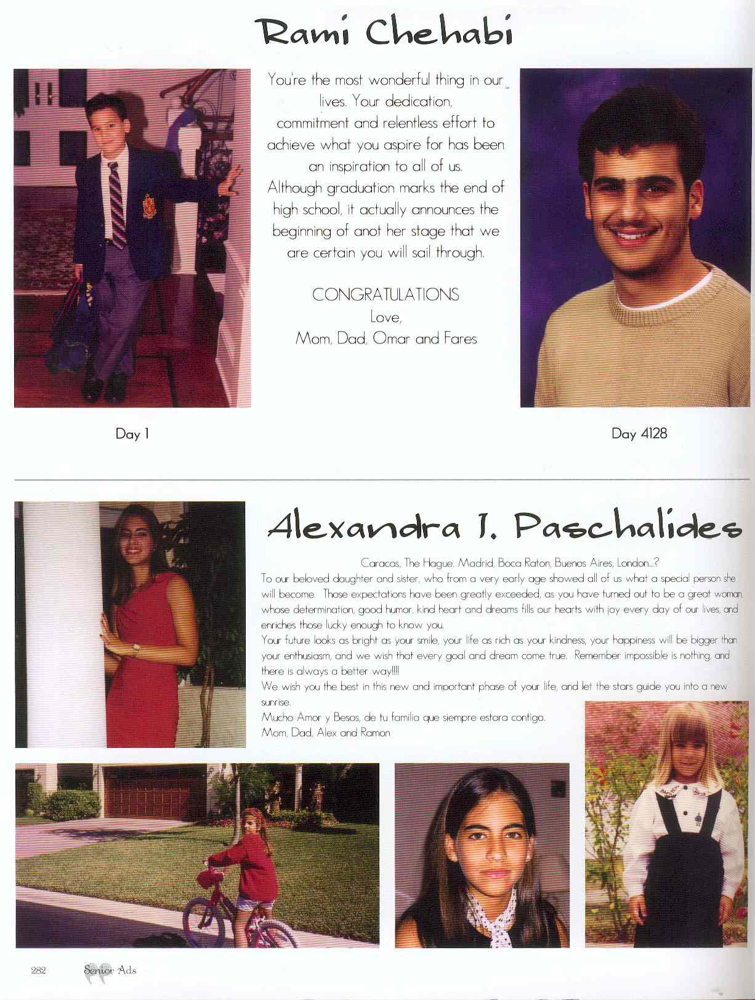 Rami Chehabi
You're the most wonderful thing in our
lives. Your dedication,
commitment and relentless effort to
achieve what you aspire for has been
an inspiration to all of us.
Although graduation marks the end of
high school, it actually announces the
beginning of anot her stage that we
are certain you will sail through.
CONGRATULATIONS
Love,
Mom, Dad, Omar and Fares
Day 1
Day 4128
Alexandra I. Paschalides
Caracas, The Hague, Madrid, Boca Raton, Buenos Aires, London...?
To our beloved daughter and sister, who from a very early age showed all of us what a special person she
will become. Those expectations have been greatly exceeded, as you have turned out to be a great woman,
whose determination, good humor, kind heart and dreams fills our hearts with joy every day of our lives, and
enriches those lucky enough to know you.
Your future looks as bright as your smile, your life as rich as your kindness, your happiness will be bigger than
your enthusiasm, and we wish that every goal and dream come true. Remember impossible is nothing, and
there is always a better way!!!!
We wish you the best in this new and important phase of your life, and let the stars guide you into a new
sunrise.
Mucho Amor y Besos, de tu familia que siempre estara contigo.
Mom, Dad, Alex and Ramon
282 Senior Ads